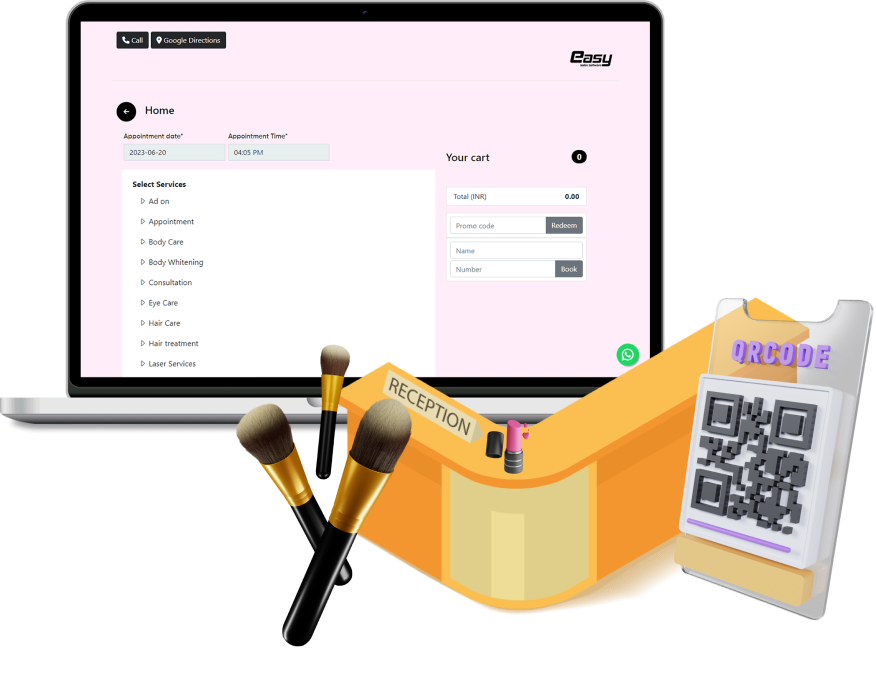 Call
Google Directions
Easy
Home
Appointment date*
Appointment Time*
2023-06-20
04:05 PM
Your cart
0
Select Services
Total (INR)
0.00
Ad on
Appointment
Promo code
Redeem
Body Care
Name
Body Whitening
Number
Book
Consultation
Eye Care
Hair Care
Hair treatment
Laser Services
RECEPTION
QRCODE